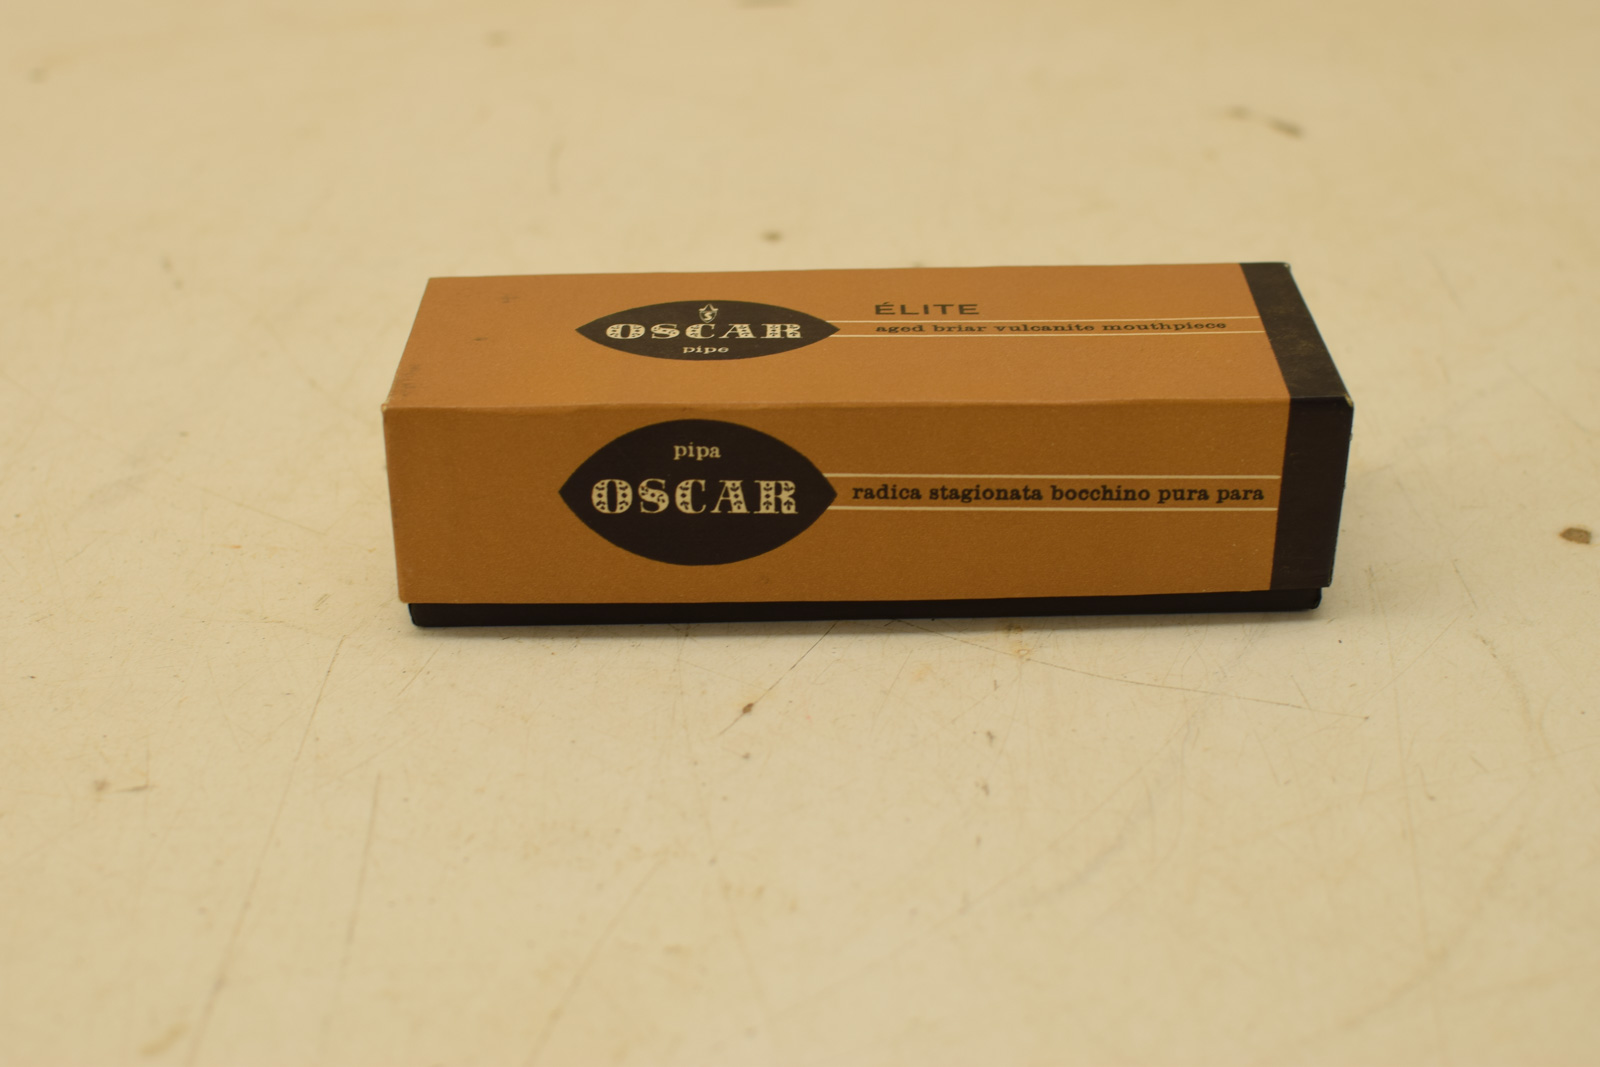 OSCAR
pipe
ÉLITE
aged briar vulcanite mouthpiece
pipa
OSCAR
radica stagionata bocchino pura para